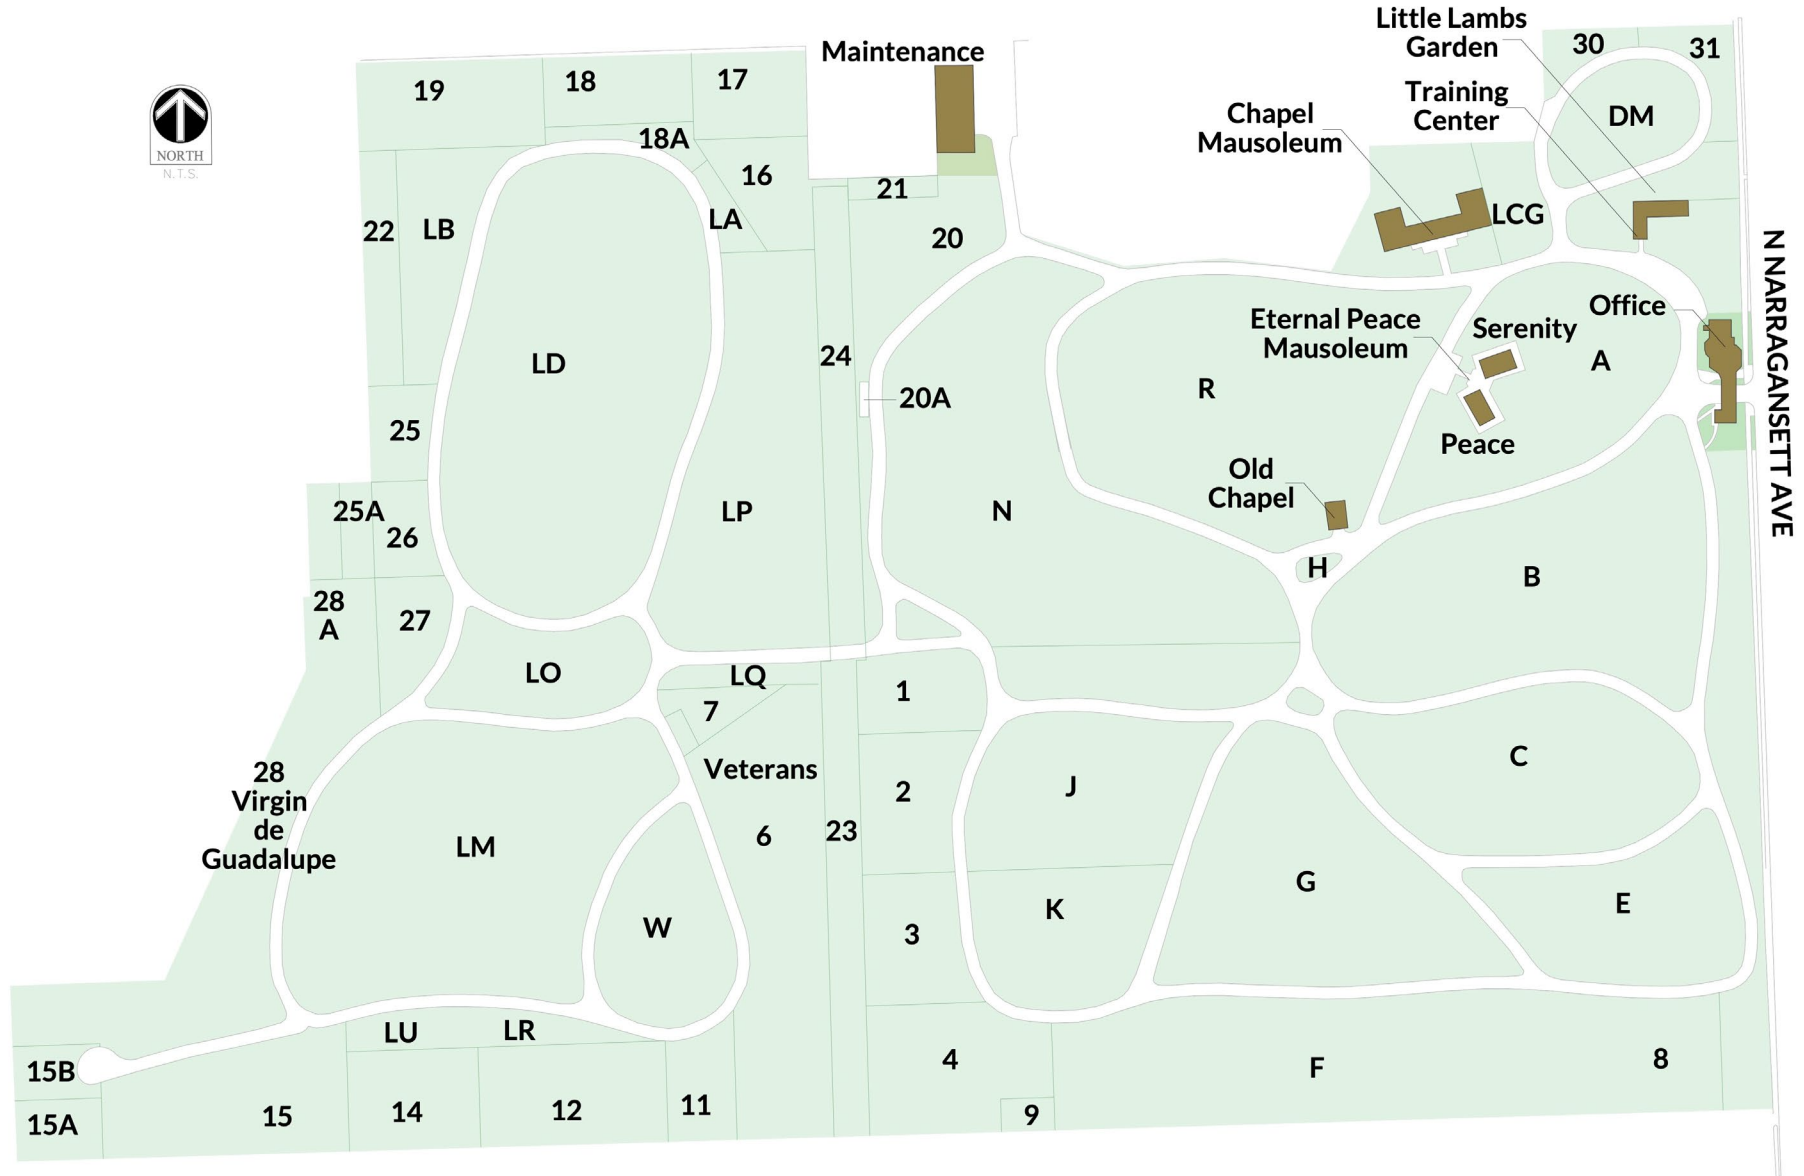 Little Lambs
Garden
30
31
Maintenance
19
18
17
Training
Center
DM
Chapel
Mausoleum
NORTH
N.T.S.
18A
16
21
LCG
22
LB
LA
20
N NARRAGANSETT AVE
Office
Eternal Peace
Mausoleum
Serenity
24
LD
A
R
20A
25
Peace
Old
Chapel
25A
26
LP
N
H
B
28
A
27
LO
LQ
7
1
Veterans
28
Virgin
de
Guadalupe
C
J
2
6
23
LM
G
K
E
W
3
LU
LR
15B
4
F
8
15A
15
14
12
11
9